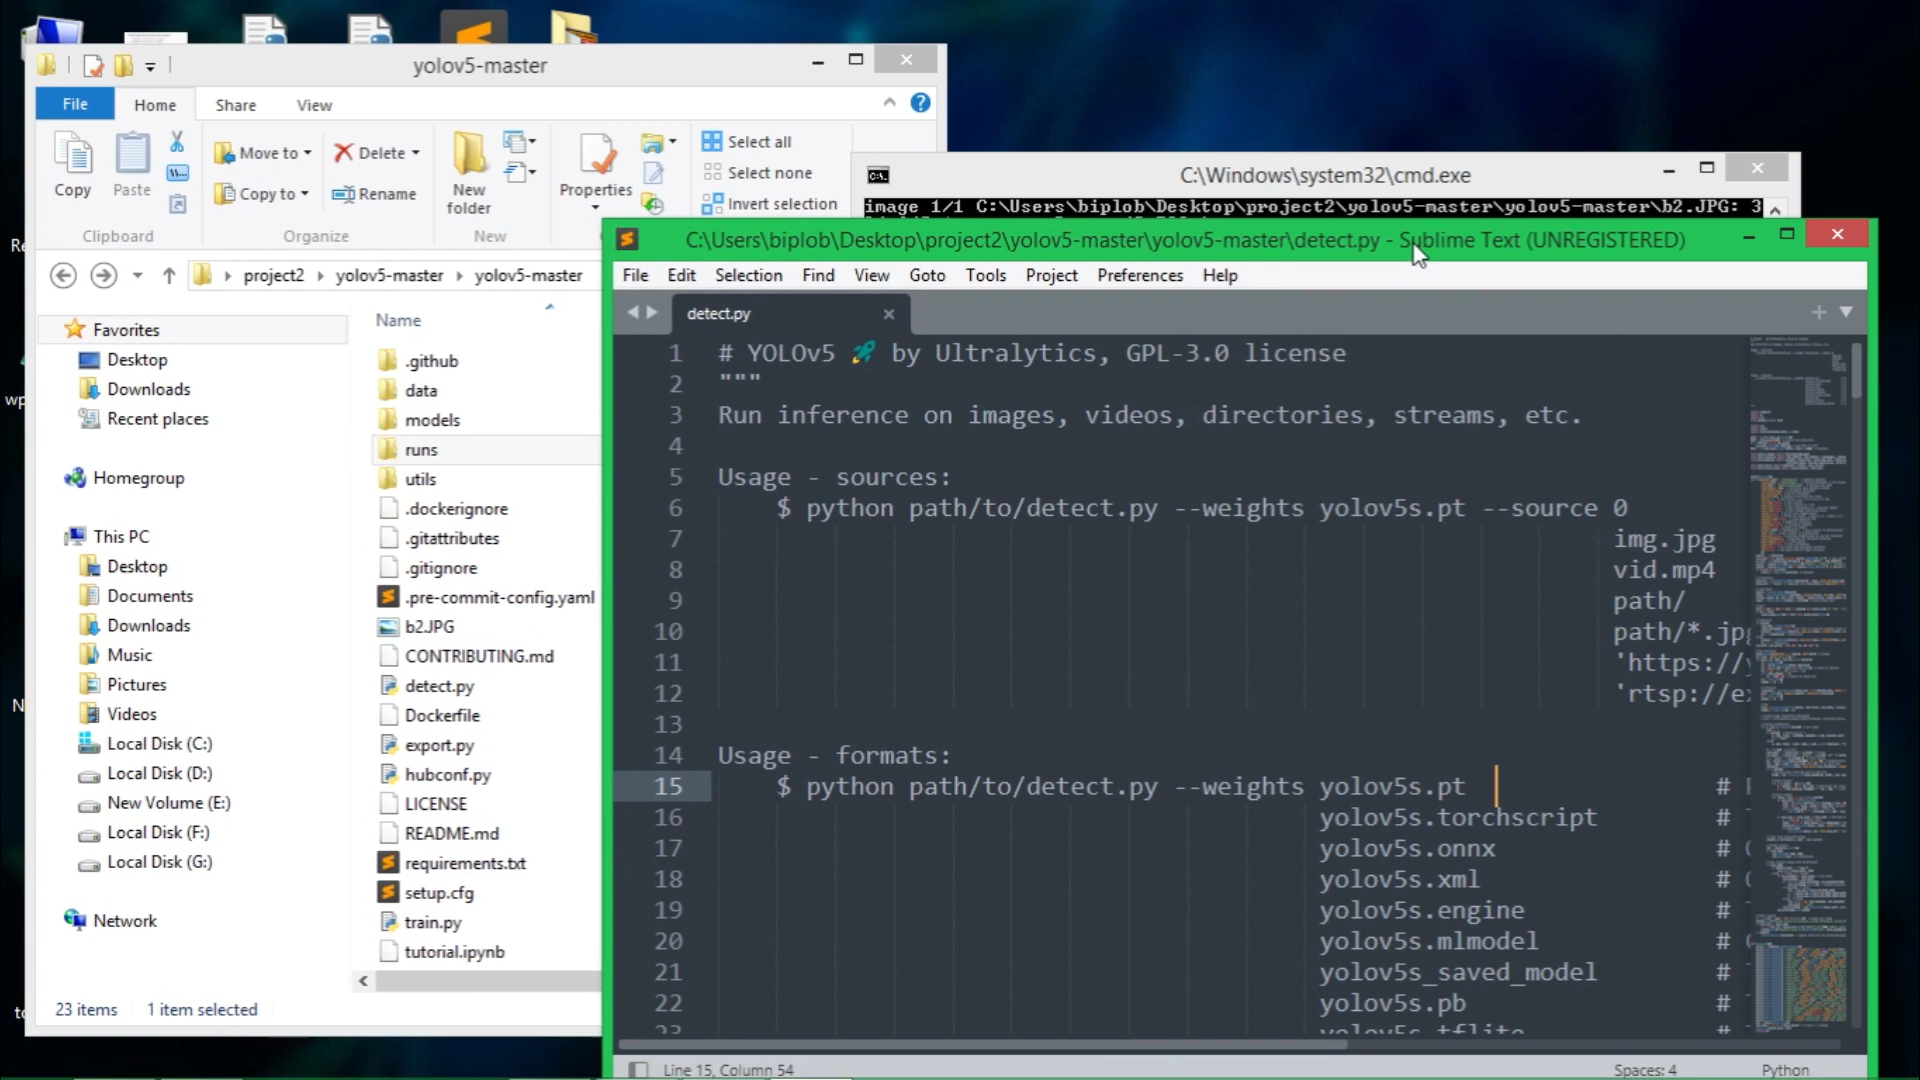 yolov5-master
File
Home
Share
View
Copy
Paste
Move to
Copy to
Delete
Rename
New
folder
Properties
Select all
Select none
Invert selection
Clipboard
Organize
New
project2
yolov5-master
yolov5-master
Favorites
Desktop
Downloads
Recent places
Homegroup
This PC
Desktop
Documents
Downloads
Music
Pictures
Videos
Local Disk (C:)
Local Disk (D:)
New Volume (E:)
Local Disk (F:)
Local Disk (G:)
Network
Name
.github
data
models
runs
utils
.dockerignore
.gitattributes
.gitignore
.pre-commit-config.yaml
b2.JPG
CONTRIBUTING.md
detect.py
Dockerfile
export.py
hubconf.py
LICENSE
README.md
requirements.txt
setup.cfg
train.py
tutorial.ipynb
23 items
1 item selected
C:\Windows\system32\cmd.exe
image 1/1 C:\Users\biplob\Desktop\project2\yolov5-master\yolov5-master\b2.JPG: 3
C:\Users\biplob\Desktop\project2\yolov5-master\yolov5-master\detect.py - Sublime Text (UNREGISTERED)
File Edit Selection Find View Goto Tools Project Preferences Help
detect.py
1 # YOLOv5 🚀 by Ultralytics, GPL-3.0 license
2 """
3 Run inference on images, videos, directories, streams, etc.
4
5 Usage - sources:
6 $ python path/to/detect.py --weights yolov5s.pt --source 0
7 img.jpg
8 vid.mp4
9 path/
10 path/*.jpg
11 'https://
12 'rtsp://ex
13
14 Usage - formats:
15 $ python path/to/detect.py --weights yolov5s.pt #
16 yolov5s.torchscript #
17 yolov5s.onnx #
18 yolov5s.xml #
19 yolov5s.engine #
20 yolov5s.mlmodel #
21 yolov5s_saved_model #
22 yolov5s.pb #
23 yolov5s.tflite #
Line 15, Column 54
Spaces: 4
Python